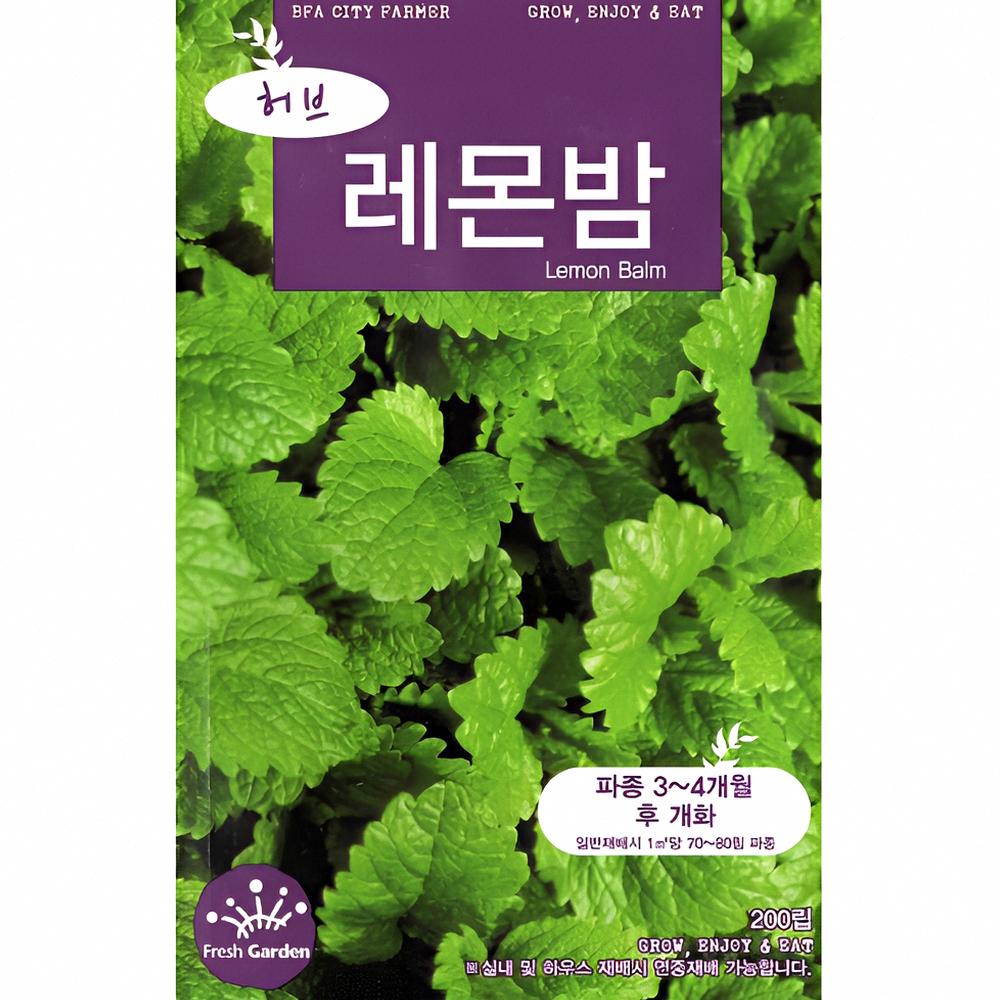 BFA CITY FARMER GROW, ENJOY & EAT
허브
레몬밤
Lemon Balm
파종 3~4개월
후 개화
일반재배시 1㎡당 70~80립 파종
Fresh Garden
200립
GROW, ENJOY & EAT
실내 및 하우스 재배시 연중재배 가능합니다.